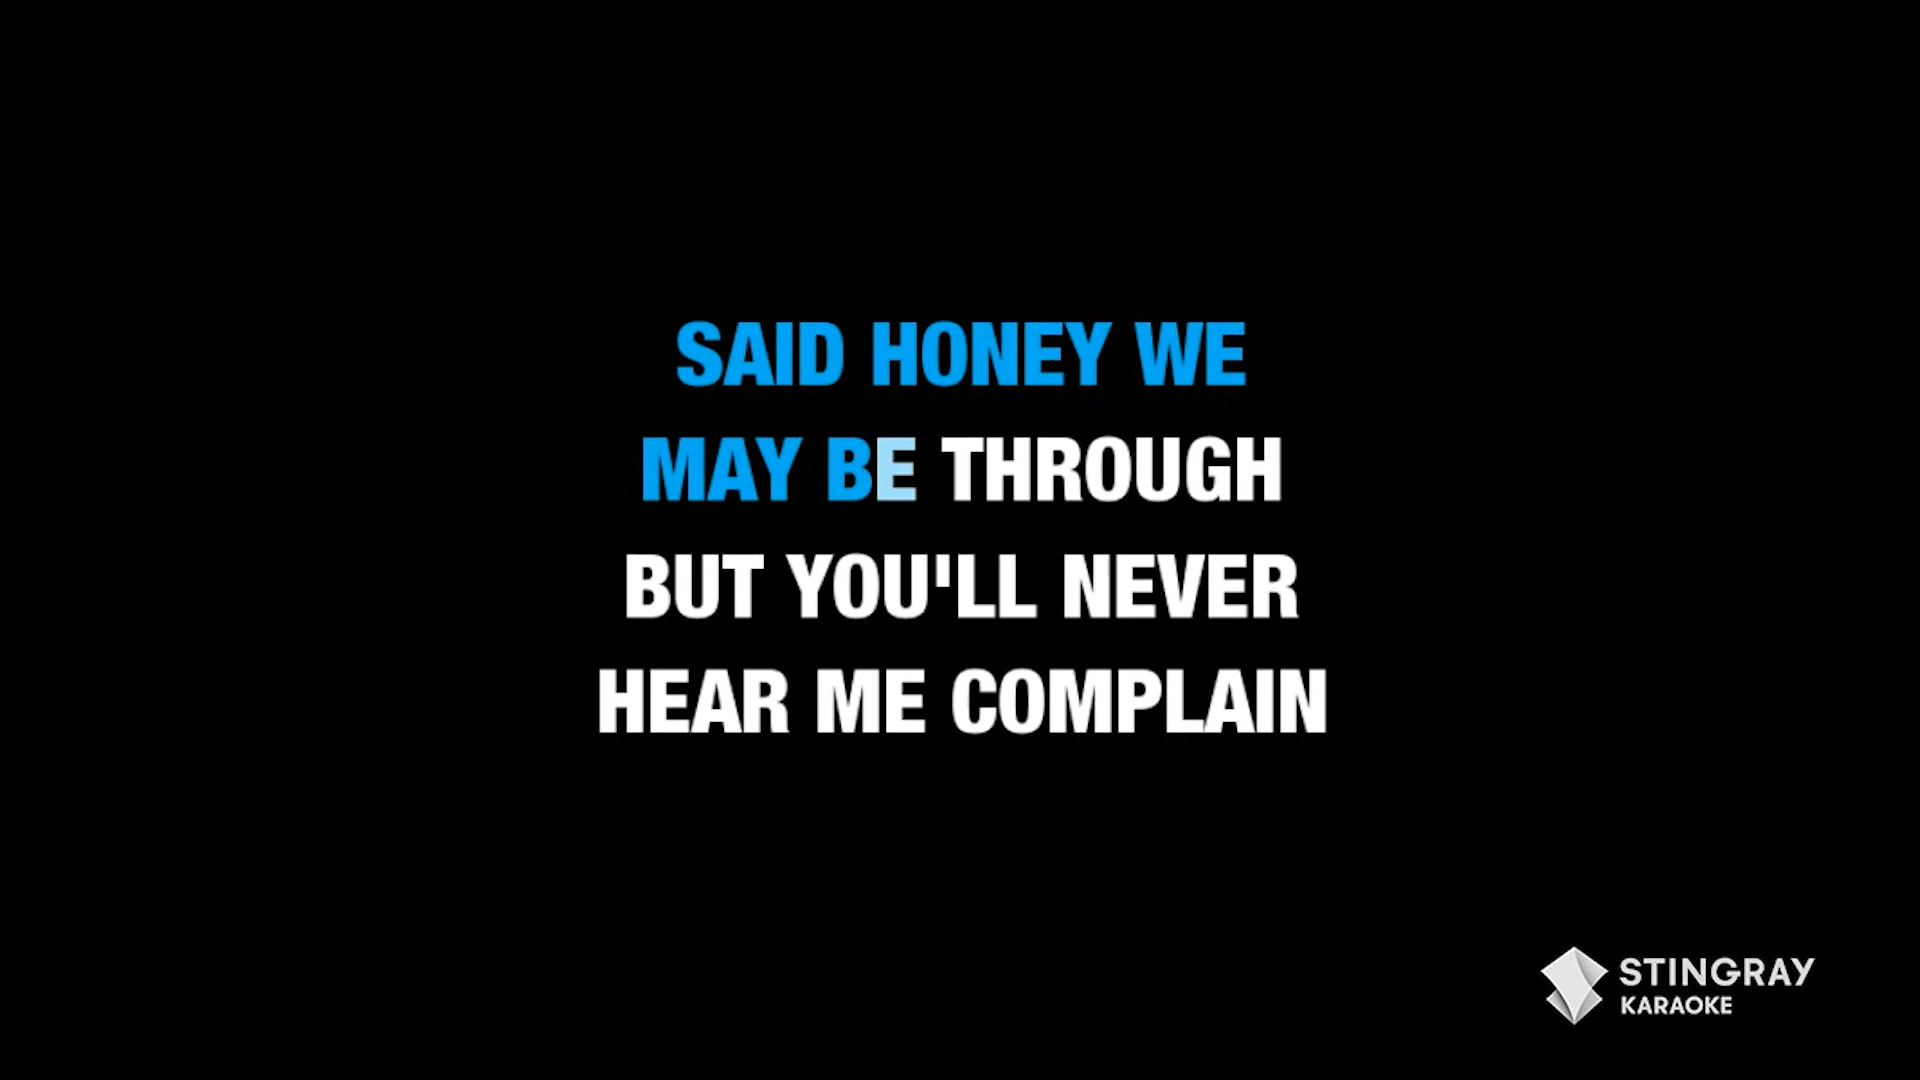 SAID HONEY WE
MAY BE THROUGH
BUT YOU'LL NEVER
HEAR ME COMPLAIN
STINGRAY
KARAOKE